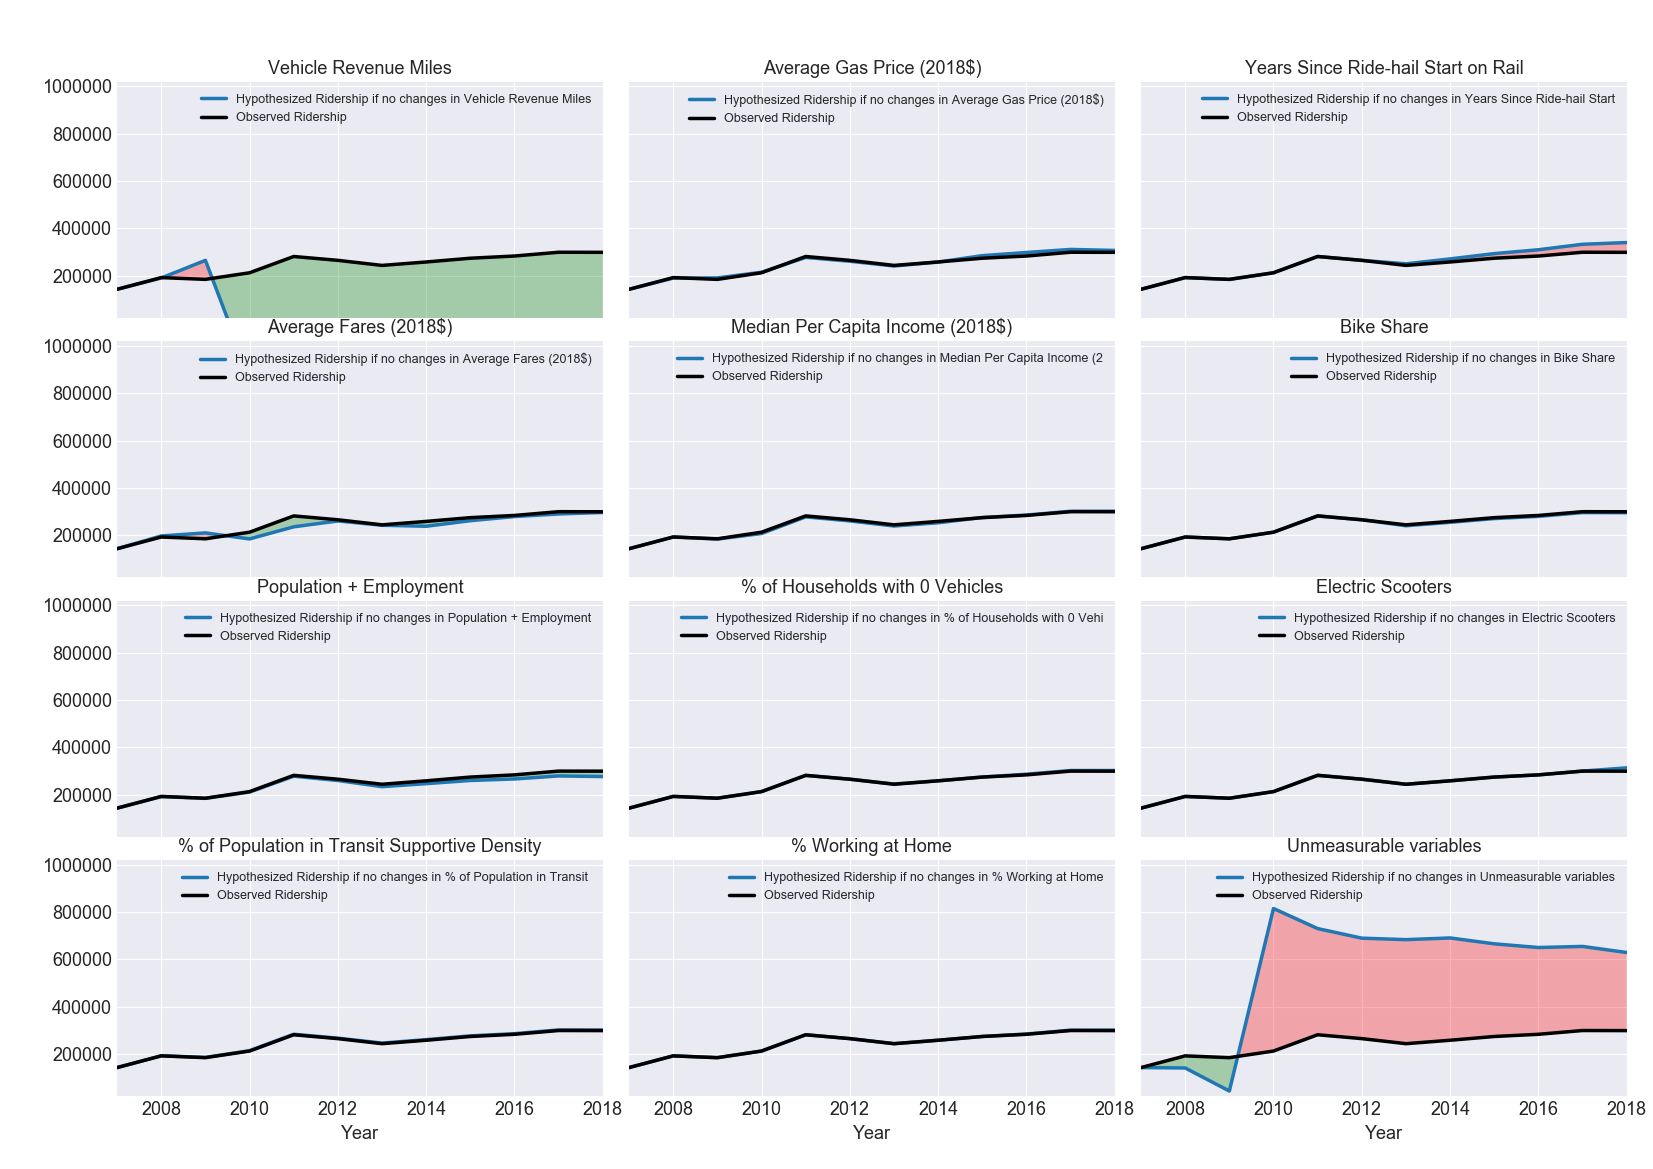 Vehicle Revenue Miles
1000000
800000
600000
400000
200000
Hypothesized Ridership if no changes in Vehicle Revenue Miles
Observed Ridership
Average Gas Price (2018$)
Hypothesized Ridership if no changes in Average Gas Price (2018$)
Observed Ridership
Years Since Ride-hail Start on Rail
Hypothesized Ridership if no changes in Years Since Ride-hail Start
Observed Ridership
Average Fares (2018$)
1000000
800000
600000
400000
200000
Hypothesized Ridership if no changes in Average Fares (2018$)
Observed Ridership
Median Per Capita Income (2018$)
Hypothesized Ridership if no changes in Median Per Capita Income (2
Observed Ridership
Bike Share
Hypothesized Ridership if no changes in Bike Share
Observed Ridership
Population + Employment
1000000
800000
600000
400000
200000
Hypothesized Ridership if no changes in Population + Employment
Observed Ridership
% of Households with 0 Vehicles
Hypothesized Ridership if no changes in % of Households with 0 Vehi
Observed Ridership
Electric Scooters
Hypothesized Ridership if no changes in Electric Scooters
Observed Ridership
% of Population in Transit Supportive Density
1000000
800000
600000
400000
200000
Hypothesized Ridership if no changes in % of Population in Transit
Observed Ridership
2008 2010 2012 2014 2016 2018
Year
% Working at Home
Hypothesized Ridership if no changes in % Working at Home
Observed Ridership
2008 2010 2012 2014 2016 2018
Year
Unmeasurable variables
Hypothesized Ridership if no changes in Unmeasurable variables
Observed Ridership
2008 2010 2012 2014 2016 2018
Year